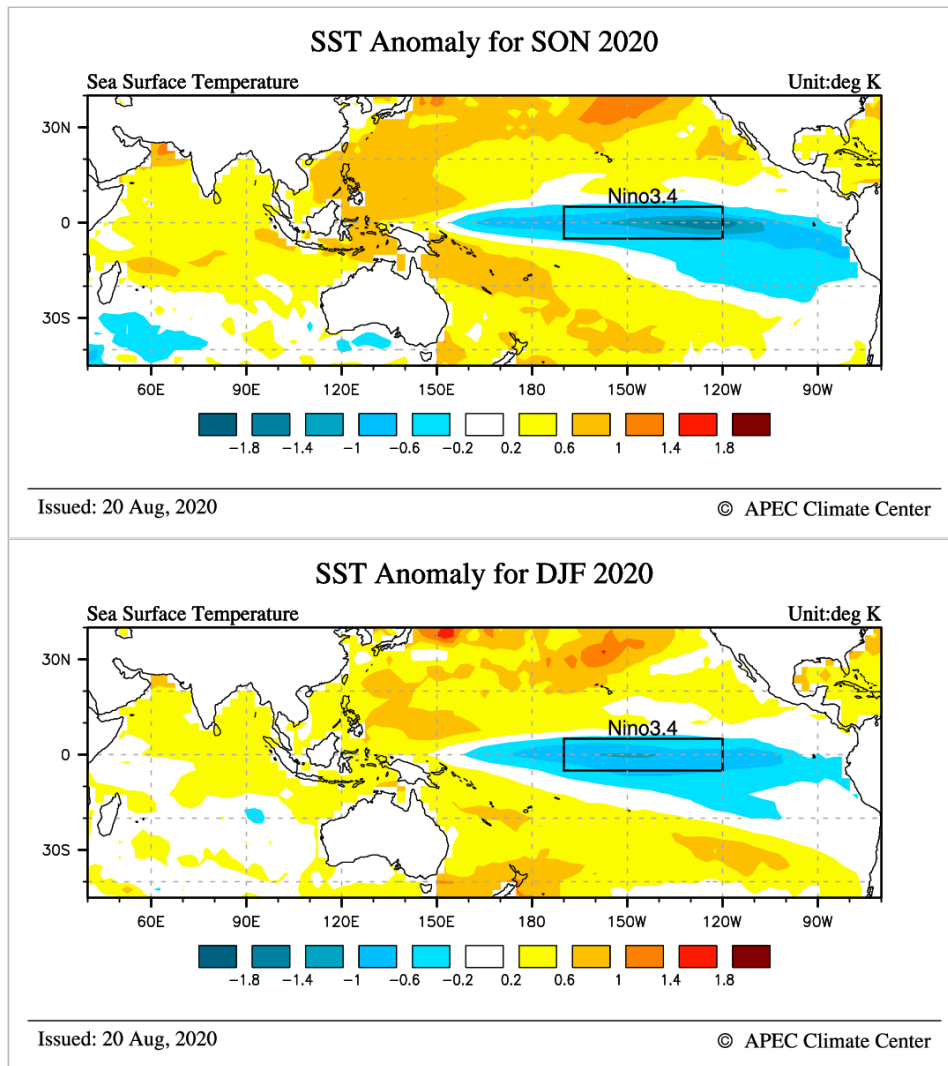 SST Anomaly for SON 2020
Sea Surface Temperature Unit:deg K
Nino3.4
30N
0
30S
60E 90E 120E 150E 180 150W 120W 90W
−1.8 −1.4 −1 −0.6 −0.2 0.2 0.6 1 1.4 1.8
Issued: 20 Aug, 2020 © APEC Climate Center
SST Anomaly for DJF 2020
Sea Surface Temperature Unit:deg K
30N
Nino3.4
0
30S
60E 90E 120E 150E 180 150W 120W 90W
−1.8 −1.4 −1 −0.6 −0.2 0.2 0.6 1 1.4 1.8
Issued: 20 Aug, 2020 © APEC Climate Center